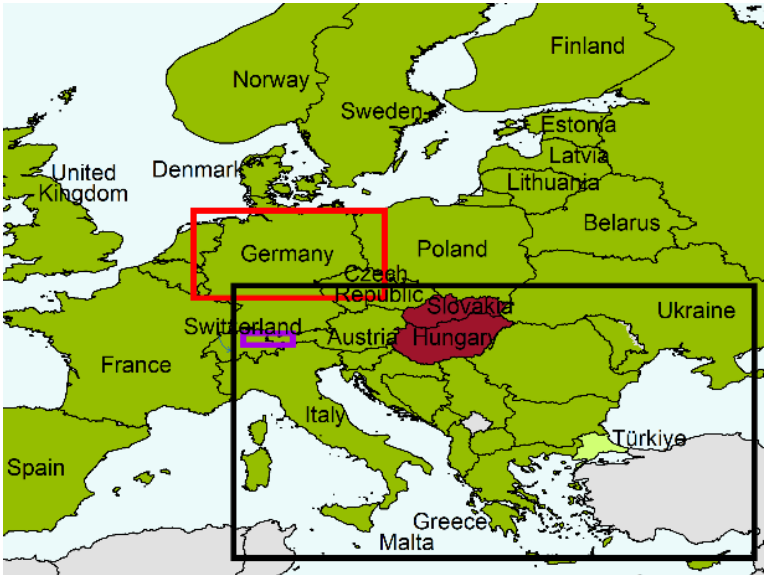 Finland
Norway
Sweden
Estonia
Latvia
Lithuania
United
Kingdom
Denmark
Belarus
Germany
Poland
Czech
Republic
Slovakia
Ukraine
Switzerland
Austria
Hungary
France
Italy
Türkiye
Spain
Greece
Malta